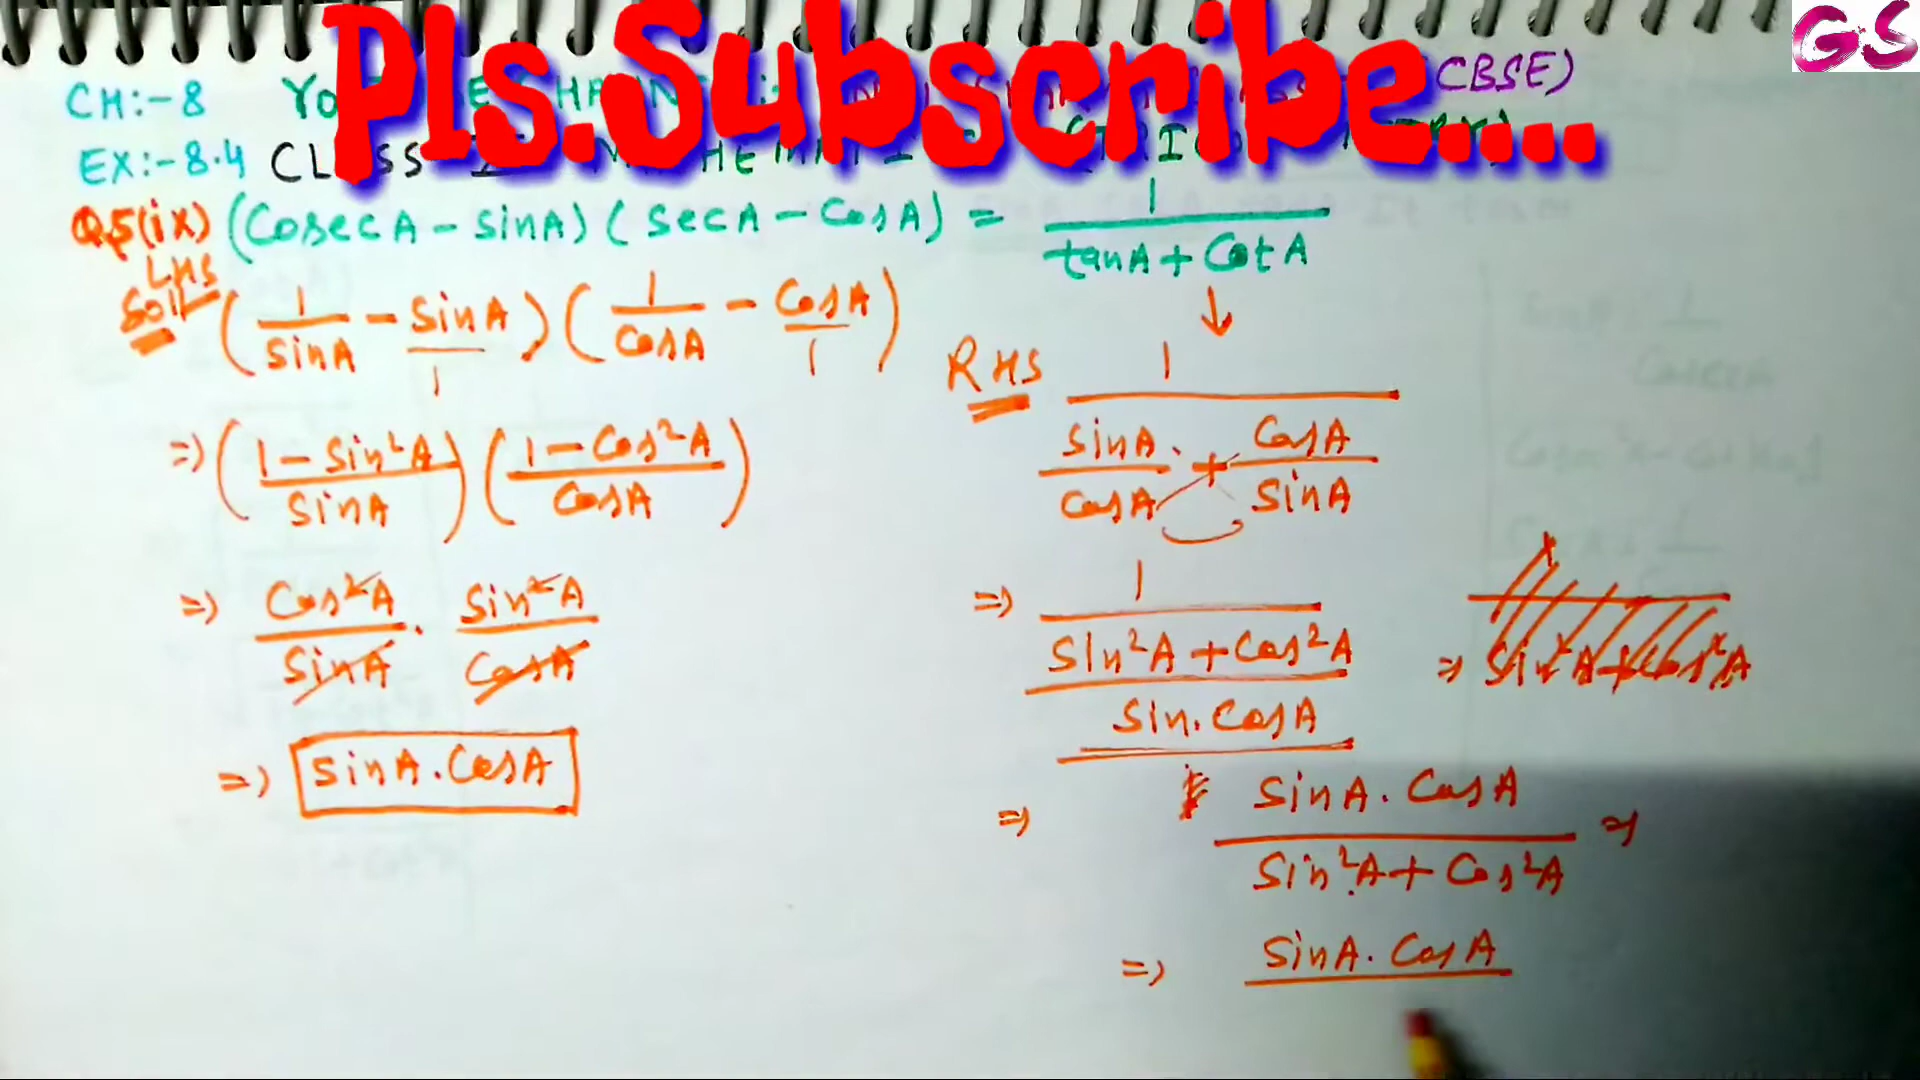 Pls.Subscribe....
GS
CH:-8 (CBSE)
EX:-8.4 CLASS
Q5(ix) (CosecA - sinA) (secA - CosA) = 1 / tanA + CotA
LHS
Sol:
(1 / sinA - sinA / 1) (1 / CosA - CosA / 1)
=> (1 - Sin²A / SinA) (1 - Cos²A / CosA)
=> Cos²A / SinA . Sin²A / CosA
=> sinA . CosA
↓
RHS 1 / sinA / CosA + CosA / SinA
=> 1 / Sin²A + Cos²A / Sin. CosA
=> Sin²A + Cos²A
=> SinA . CosA / Sin²A + Cos²A =>
=> SinA . CosA